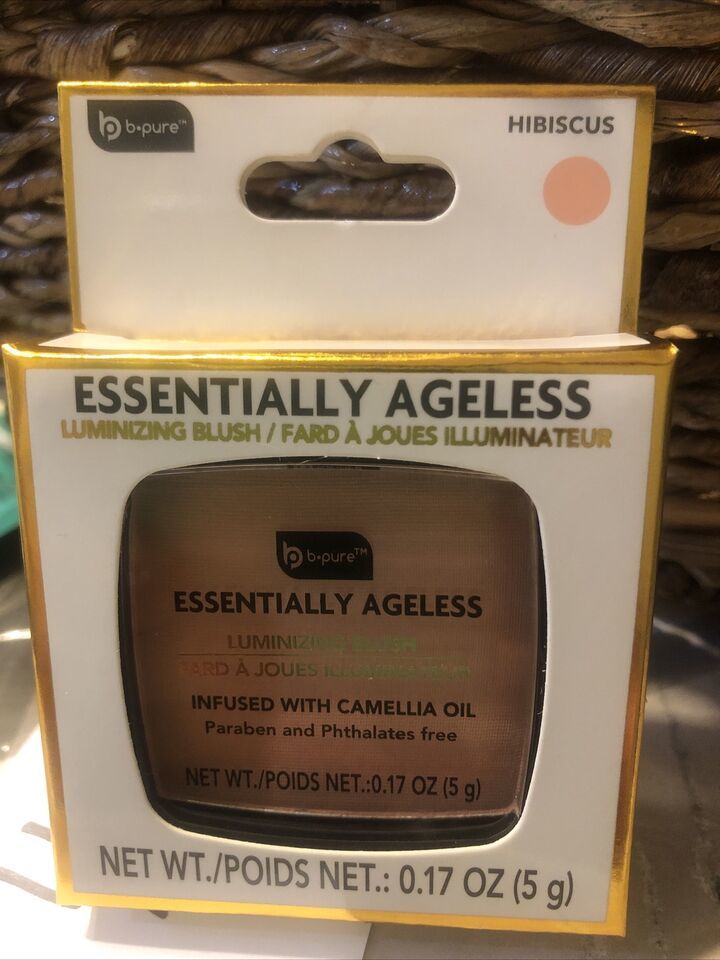 b•pure™
HIBISCUS
ESSENTIALLY AGELESS
LUMINIZING BLUSH / FARD À JOUES ILLUMINATEUR
b•pure™
ESSENTIALLY AGELESS
LUMINIZING BLUSH
FARD À JOUES ILLUMINATEUR
INFUSED WITH CAMELLIA OIL
Paraben and Phthalates free
NET WT./POIDS NET.:0.17 OZ (5 g)
NET WT./POIDS NET.: 0.17 OZ (5 g)